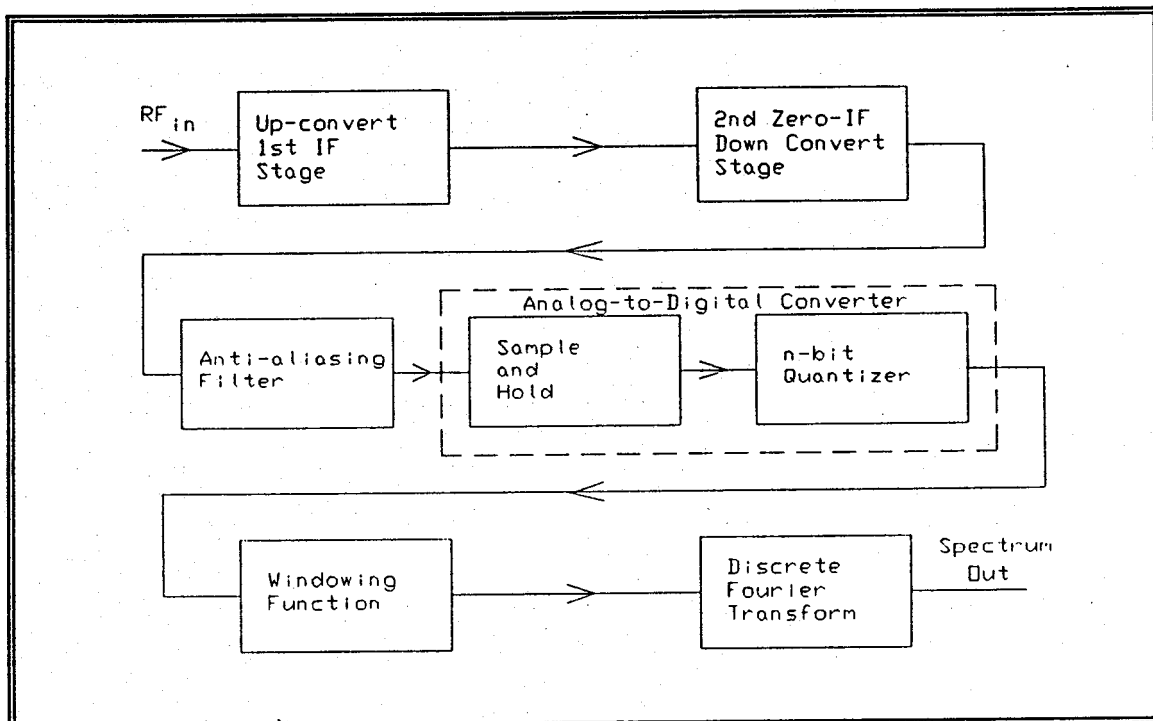 RF in
Up-convert
1st IF
Stage
2nd Zero-IF
Down Convert
Stage
Analog-to-Digital Converter
Anti-aliasing
Filter
Sample
and
Hold
n-bit
Quantizer
Windowing
Function
Discrete
Fourier
Transform
Spectrum
Out